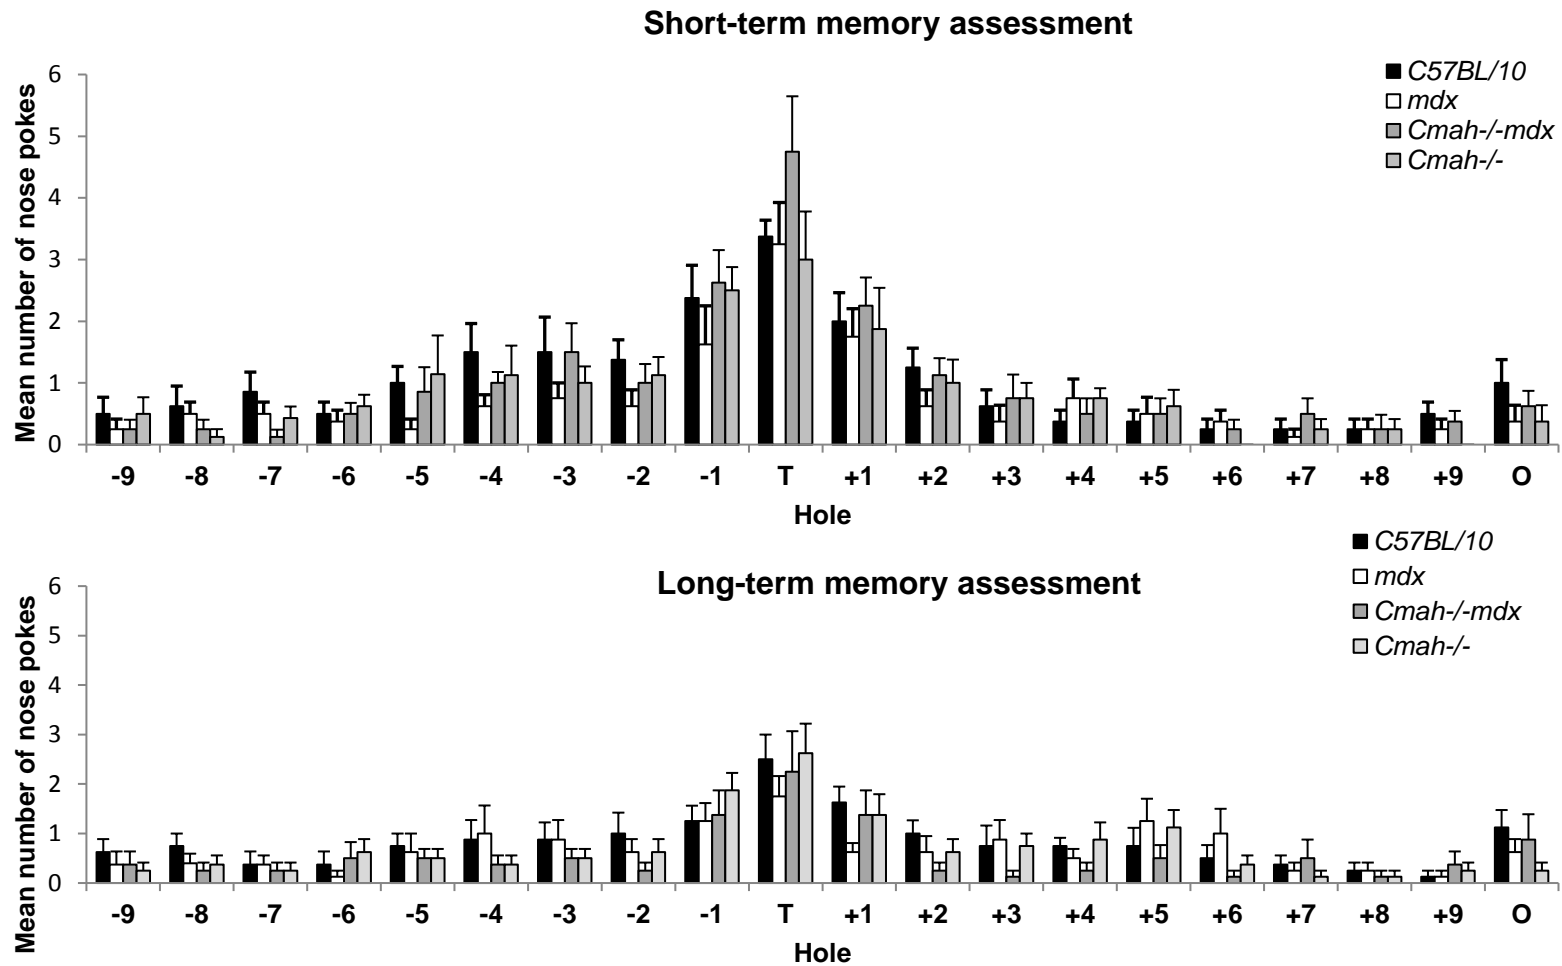 Short-term memory assessment
Mean number of nose pokes
6
5
4
3
2
1
0
C57BL/10
mdx
Cmah-/-mdx
Cmah-/-
-9 -8 -7 -6 -5 -4 -3 -2 -1 T +1 +2 +3 +4 +5 +6 +7 +8 +9 O
Hole
Long-term memory assessment
Mean number of nose pokes
6
5
4
3
2
1
0
C57BL/10
mdx
Cmah-/-mdx
Cmah-/-
-9 -8 -7 -6 -5 -4 -3 -2 -1 T +1 +2 +3 +4 +5 +6 +7 +8 +9 O
Hole